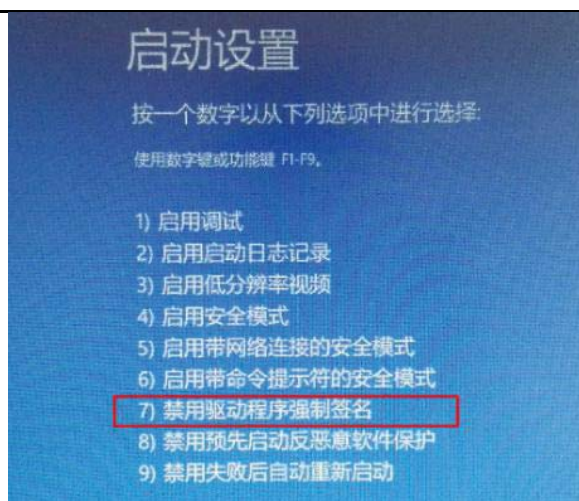 启动设置
按一个数字以从下列选项中进行选择:
使用数字键或功能键 F1-F9。
1) 启用调试
2) 启用启动日志记录
3) 启用低分辨率视频
4) 启用安全模式
5) 启用带网络连接的安全模式
6) 启用带命令提示符的安全模式
7) 禁用驱动程序强制签名
8) 禁用预先启动反恶意软件保护
9) 禁用失败后自动重新启动